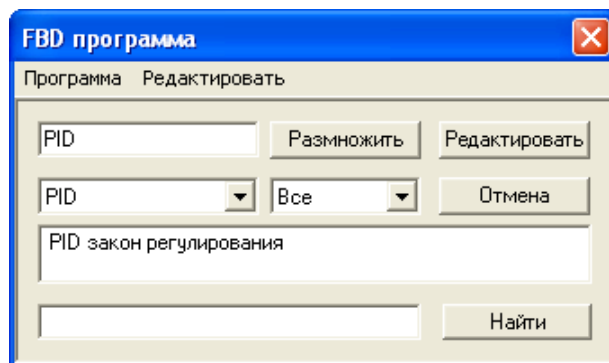 FBD программа
Программа Редактировать
PID Размножить Редактировать
PID Все Отмена
PID закон регулирования
Найти